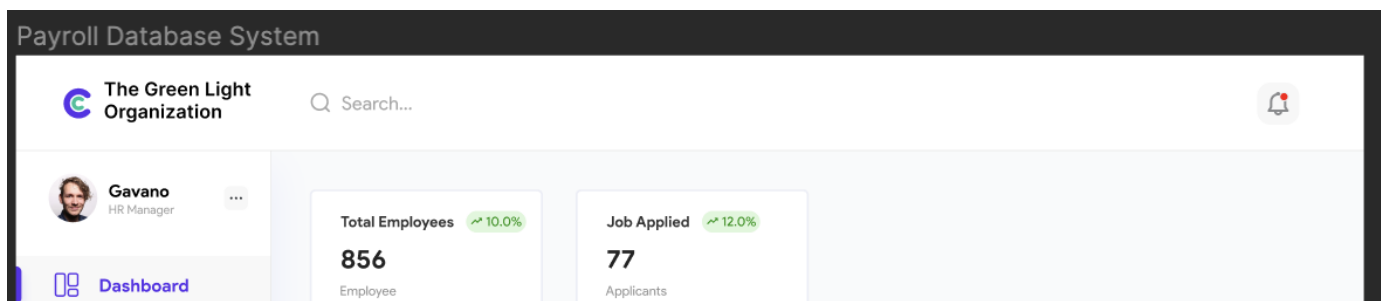 Payroll Database System
The Green Light
Organization
Search...
Gavano
HR Manager
...
Total Employees 10.0%
856
Employee
Job Applied 12.0%
77
Applicants
Dashboard